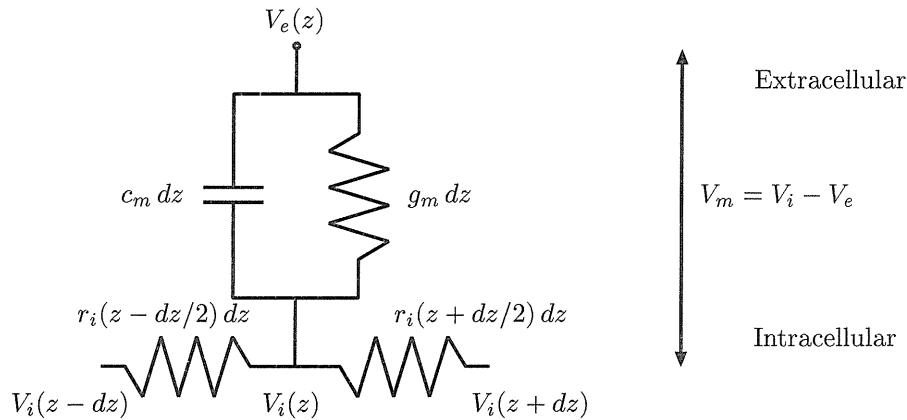 V_e(z)
Extracellular
c_m dz
g_m dz
V_m = V_i − V_e
r_i(z − dz/2) dz
r_i(z + dz/2) dz
Intracellular
V_i(z − dz)
V_i(z)
V_i(z + dz)